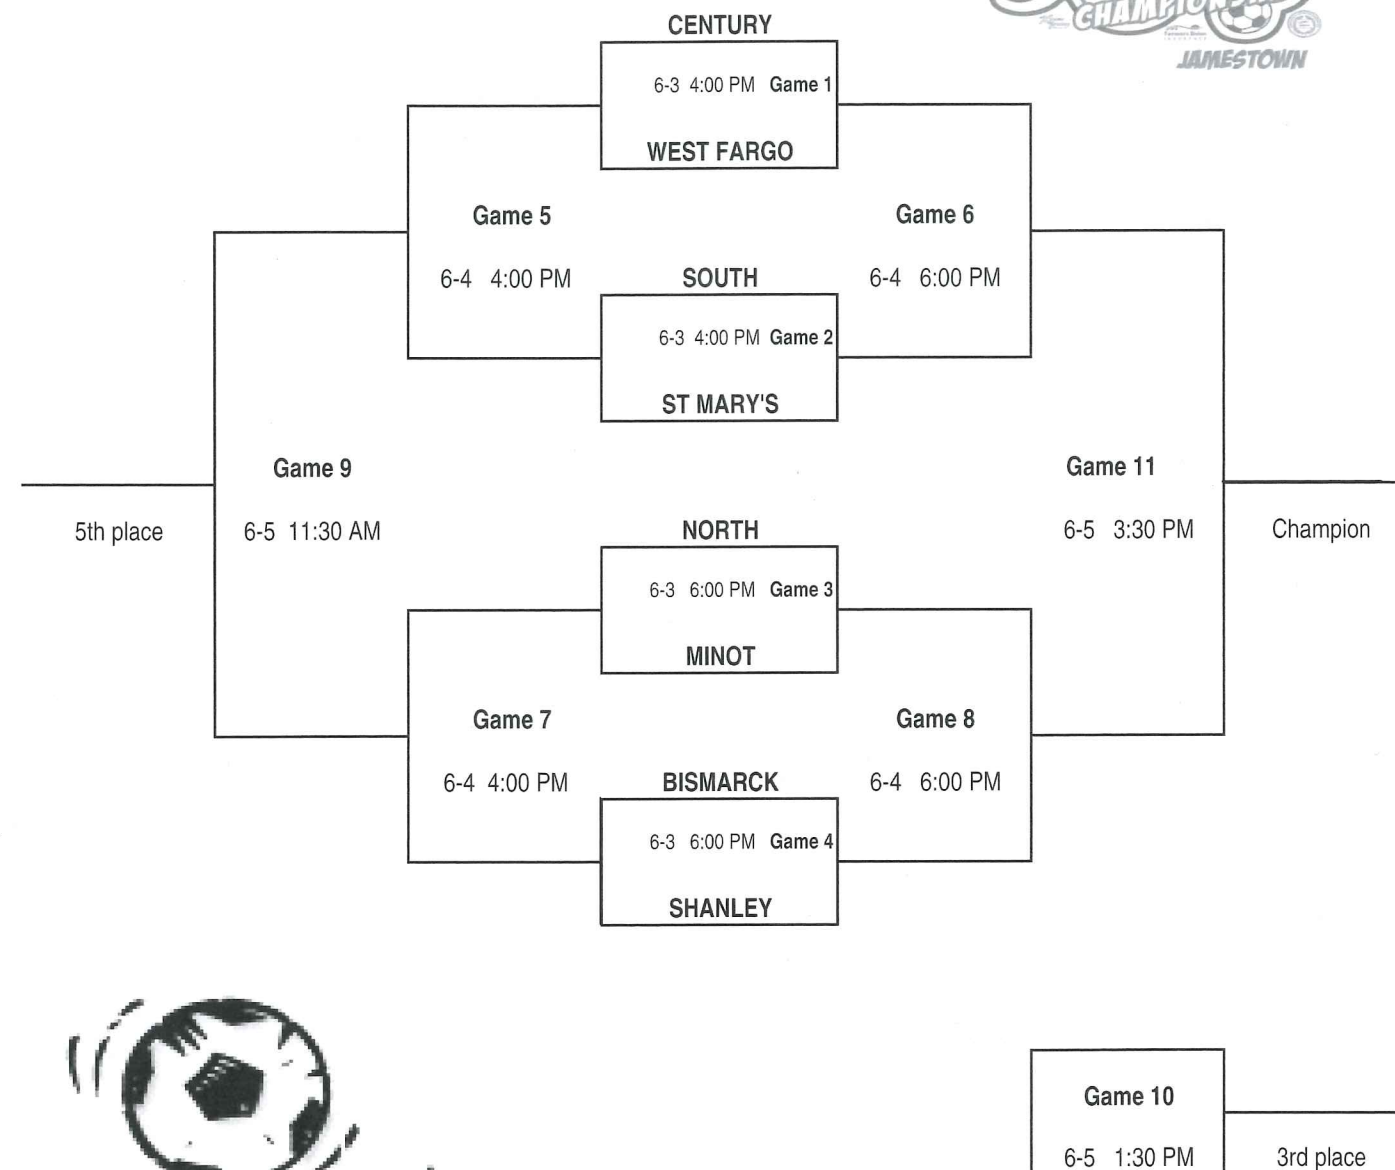 CHAMPIONSHIP
JAMESTOWN
CENTURY
6-3 4:00 PM Game 1
WEST FARGO
Game 5
Game 6
6-4 4:00 PM
SOUTH
6-4 6:00 PM
6-3 4:00 PM Game 2
ST MARY'S
Game 9
Game 11
5th place
6-5 11:30 AM
NORTH
6-5 3:30 PM
Champion
6-3 6:00 PM Game 3
MINOT
Game 7
Game 8
6-4 4:00 PM
BISMARCK
6-4 6:00 PM
6-3 6:00 PM Game 4
SHANLEY
Game 10
6-5 1:30 PM
3rd place